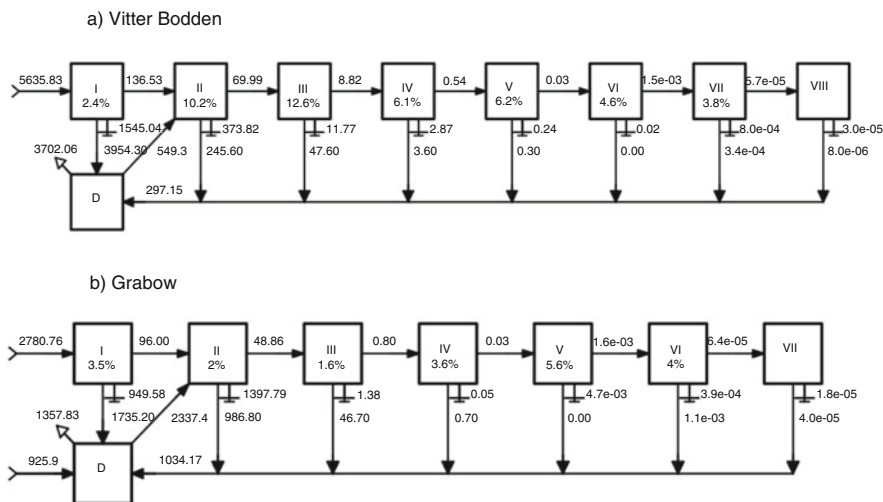 a) Vitter Bodden
5635.83 136.53 69.99 8.82 0.54 0.03 1.5e-03 5.7e-05
I II III IV V VI VII VIII
2.4% 10.2% 12.6% 6.1% 6.2% 4.6% 3.8%
1545.04 373.82 11.77 2.87 0.24 0.02 8.0e-04 3.0e-05
3702.06 3954.30 549.3 245.60 47.60 3.60 0.30 0.00 3.4e-04 8.0e-06
D 297.15
b) Grabow
2780.76 96.00 48.86 0.80 0.03 1.6e-03 6.4e-05
I II III IV V VI VII
3.5% 2% 1.6% 3.6% 5.6% 4%
949.58 1397.79 1.38 0.05 4.7e-03 3.9e-04 1.8e-05
1357.83 1735.20 2337.4 986.80 46.70 0.70 0.00 1.1e-03 4.0e-05
925.9 D 1034.17